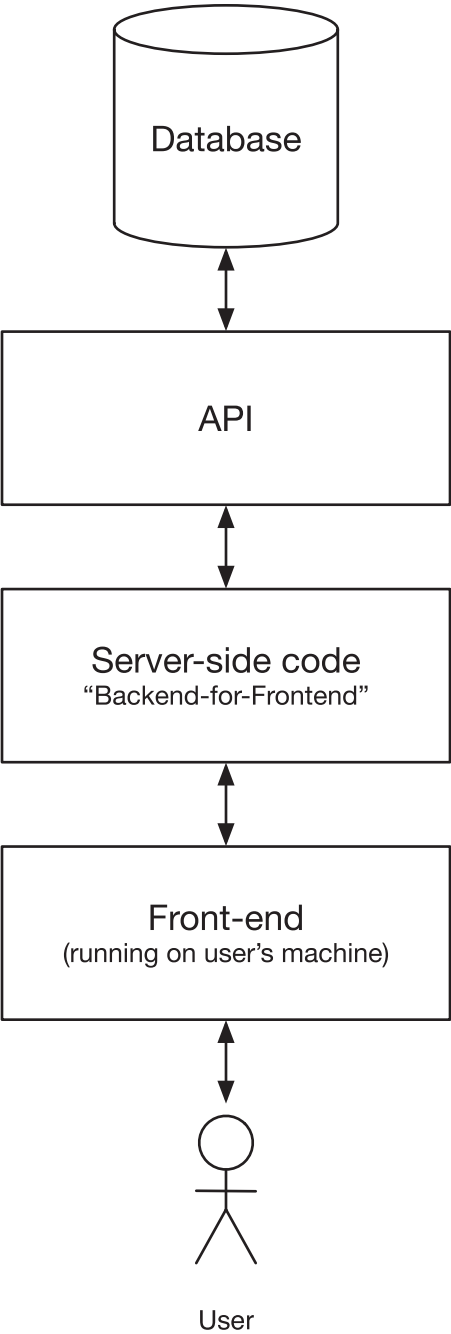 Database
API
Server-side code
“Backend-for-Frontend”
Front-end
(running on user’s machine)
User